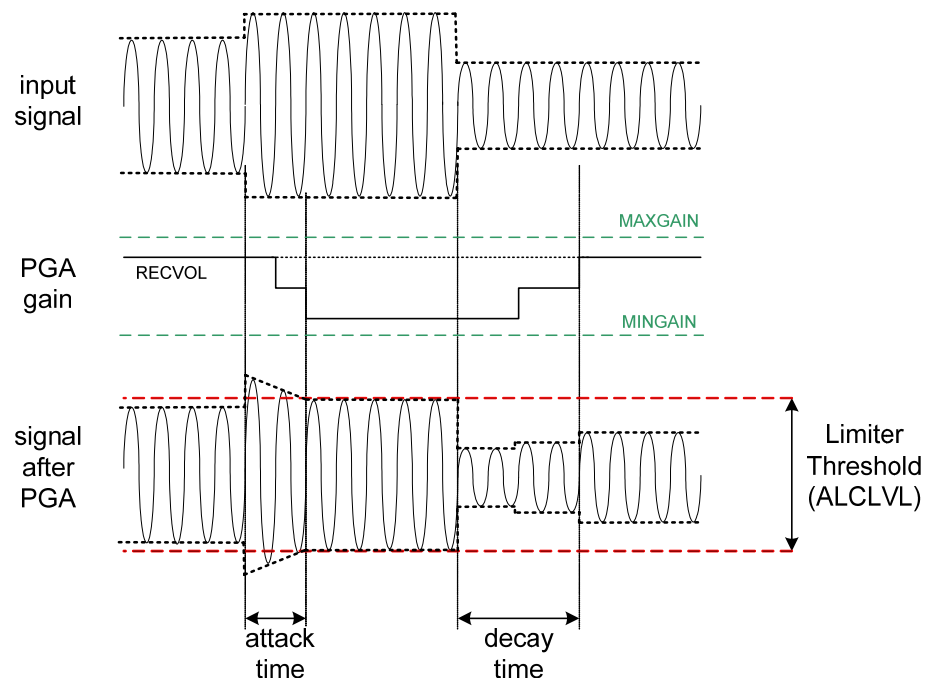 input
signal
MAXGAIN
PGA
gain
RECVOL
MINGAIN
signal
after
PGA
Limiter
Threshold
(ALCLVL)
attack
time
decay
time